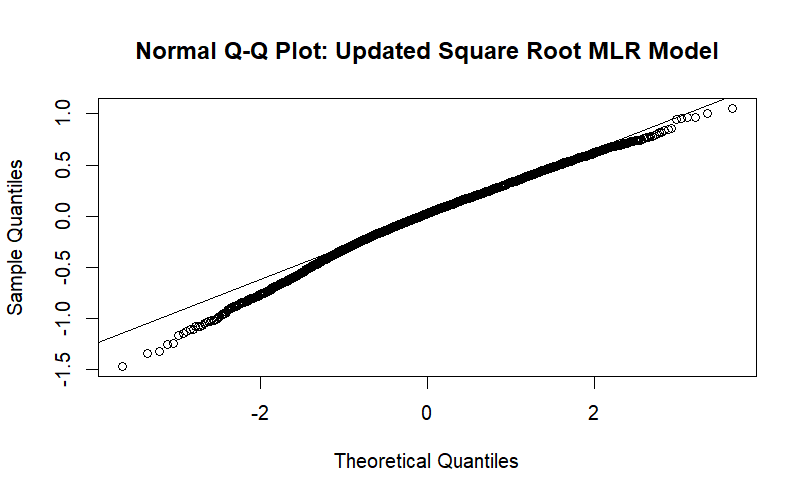 Normal Q-Q Plot: Updated Square Root MLR Model
Sample Quantiles
1.0
0.5
0.0
-0.5
-1.0
-1.5
-2 0 2
Theoretical Quantiles